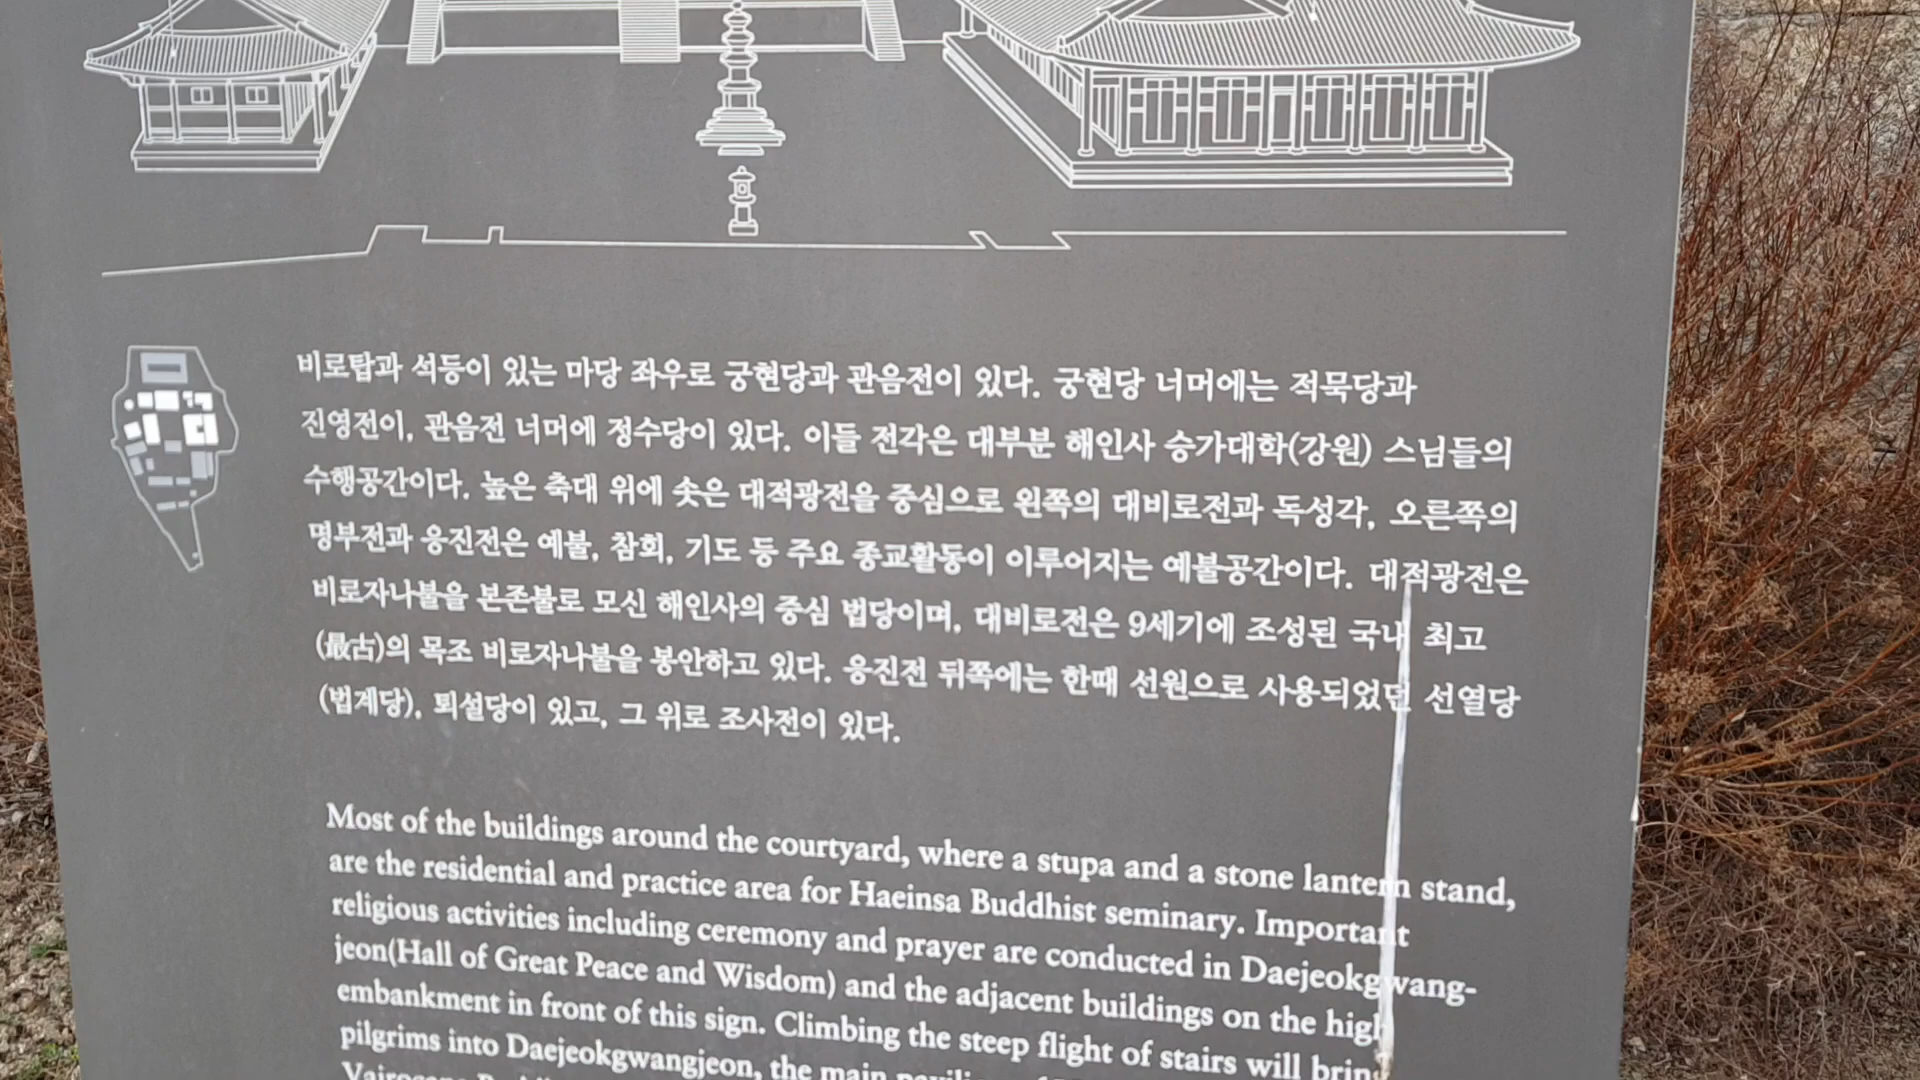 비로탑과 석등이 있는 마당 좌우로 궁현당과 관음전이 있다. 궁현당 너머에는 적묵당과
진영전이, 관음전 너머에 정수당이 있다. 이들 전각은 대부분 해인사 승가대학(강원) 스님들의
수행공간이다. 높은 축대 위에 솟은 대적광전을 중심으로 왼쪽의 대비로전과 독성각, 오른쪽의
명부전과 응진전은 예불, 참회, 기도 등 주요 종교활동이 이루어지는 예불공간이다. 대적광전은
비로자나불을 본존불로 모신 해인사의 중심 법당이며, 대비로전은 9세기에 조성된 국내 최고
(最古)의 목조 비로자나불을 봉안하고 있다. 응진전 뒤쪽에는 한때 선원으로 사용되었던 선열당
(법계당), 퇴설당이 있고, 그 위로 조사전이 있다.
Most of the buildings around the courtyard, where a stupa and a stone lantern stand,
are the residential and practice area for Haeinsa Buddhist seminary. Important
religious activities including ceremony and prayer are conducted in Daejeokgwang-
jeon(Hall of Great Peace and Wisdom) and the adjacent buildings on the high
embankment in front of this sign. Climbing the steep flight of stairs will bring
pilgrims into Daejeokgwangjeon, the main